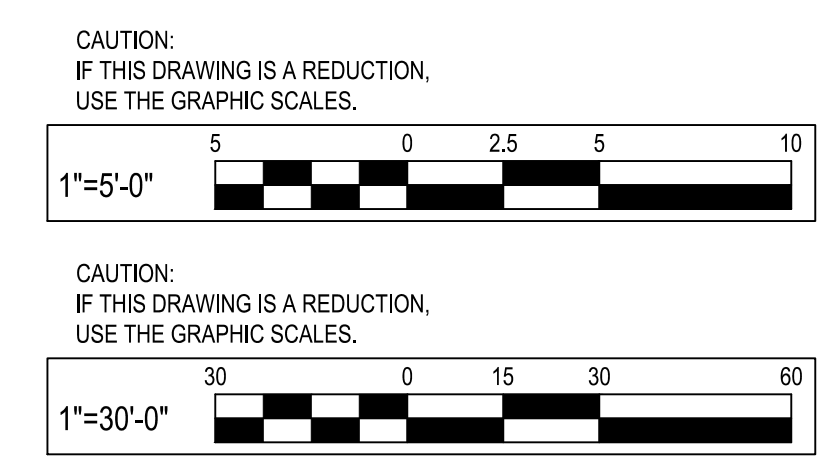 CAUTION:
IF THIS DRAWING IS A REDUCTION,
USE THE GRAPHIC SCALES.
5 0 2.5 5 10
1"=5'-0"
CAUTION:
IF THIS DRAWING IS A REDUCTION,
USE THE GRAPHIC SCALES.
30 0 15 30 60
1"=30'-0"